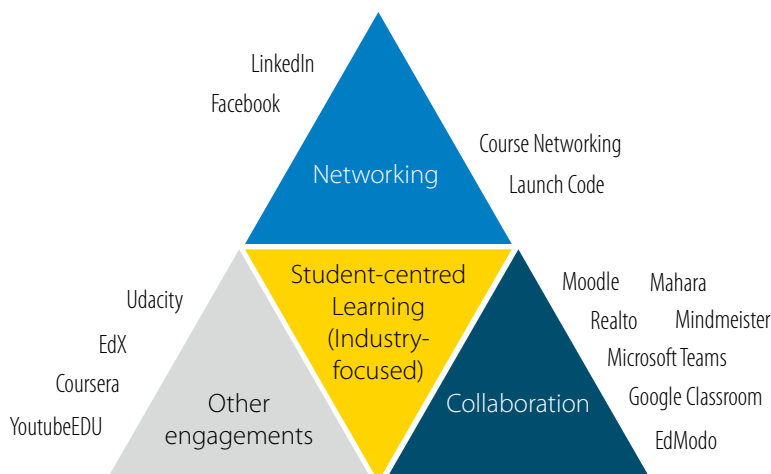 LinkedIn
Facebook
Networking
Course Networking
Launch Code
Student-centred
Learning
(Industry-
focused)
Udacity
EdX
Coursera
YoutubeEDU
Other
engagements
Collaboration
Moodle Mahara
Realto Mindmeister
Microsoft Teams
Google Classroom
EdModo